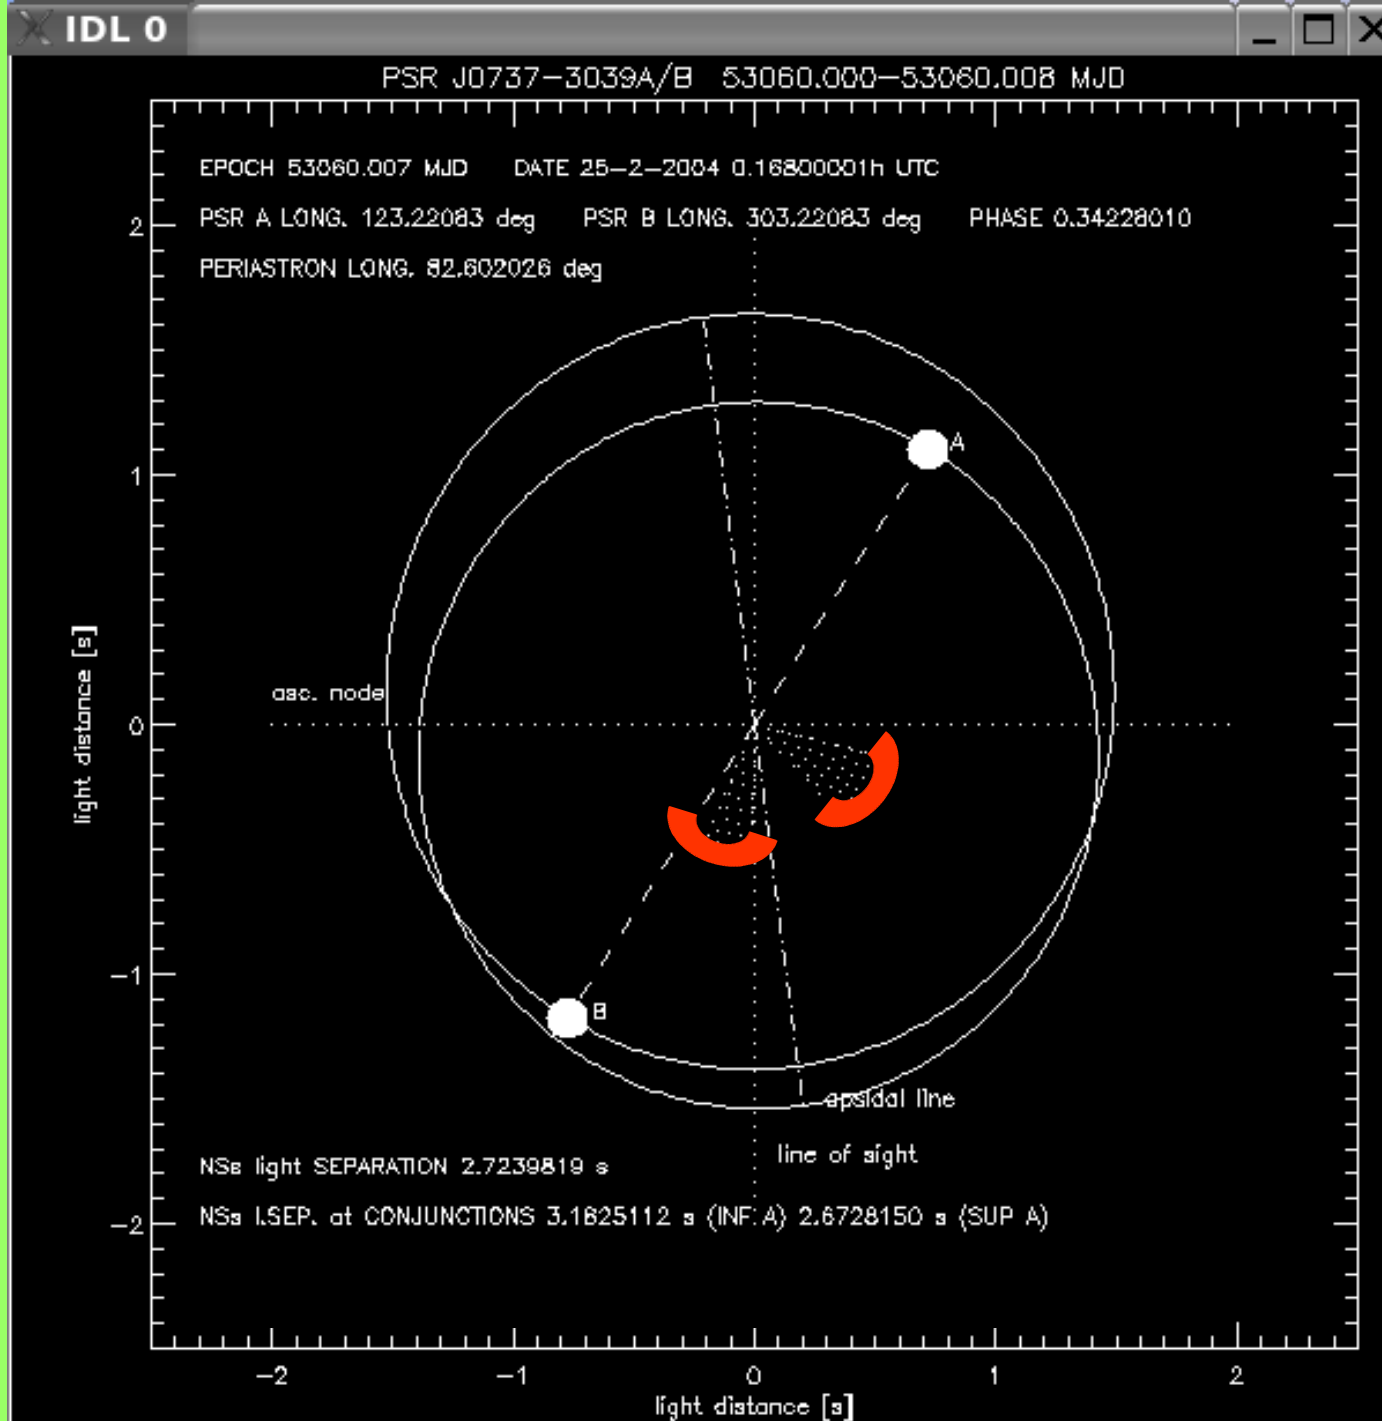 IDL 0
PSR J0737-3039A/B 53060.000-53060.008 MJD
EPOCH 53060.007 MJD DATE 25-2-2004 0.16800001h UTC
PSR A LONG. 123.22083 deg PSR B LONG. 303.22083 deg PHASE 0.34228010
PERIASTRON LONG. 82.602026 deg
2
A
1
light distance [s]
asc. node
0
-1
B
apsidal line
line of sight
NSs light SEPARATION 2.7239819 s
NSs l.SEP. at CONJUNCTIONS 3.1625112 s (INF. A) 2.6728150 s (SUP A)
-2
-2 -1 0 1 2
light distance [s]